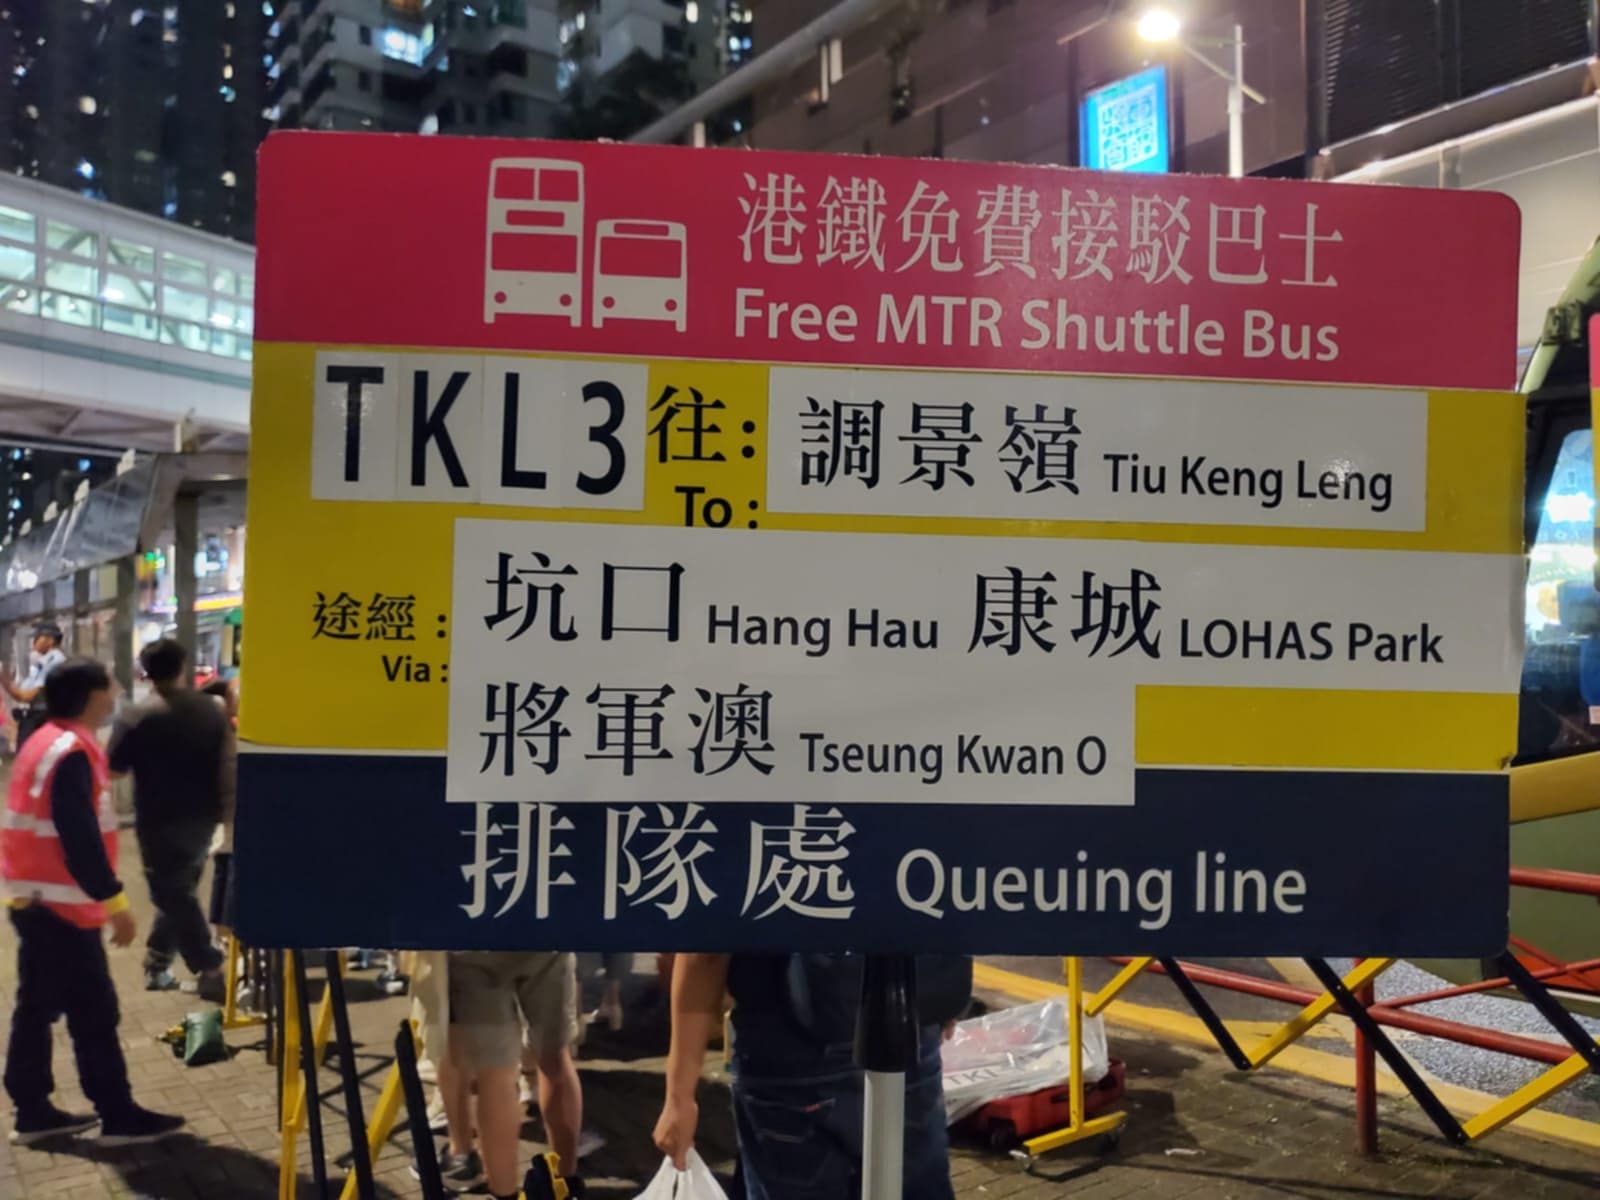 港鐵免費接駁巴士
Free MTR Shuttle Bus
TKL3 往: 調景嶺 Tiu Keng Leng
To :
途經 : 坑口 Hang Hau 康城 LOHAS Park
Via :
將軍澳 Tseung Kwan O
排隊處 Queuing line
TKL